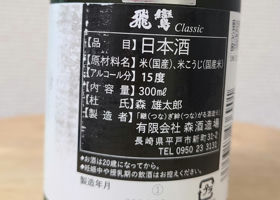 飛鸞 Classic
【品目】日本酒
【原材料名】米(国産)、米こうじ(国産米)
【アルコール分】15度
【内容量】300ml
【杜氏】森 雄太郎
【製造者】「継(つな)ぎ絆(つな)がる酒造り」
有限会社 森酒造場
長崎県平戸市新町31-2
TEL 0950 23 3131
●お酒は20歳になってから。
●妊娠中や授乳期の飲酒はお控えください。
製造年月
①